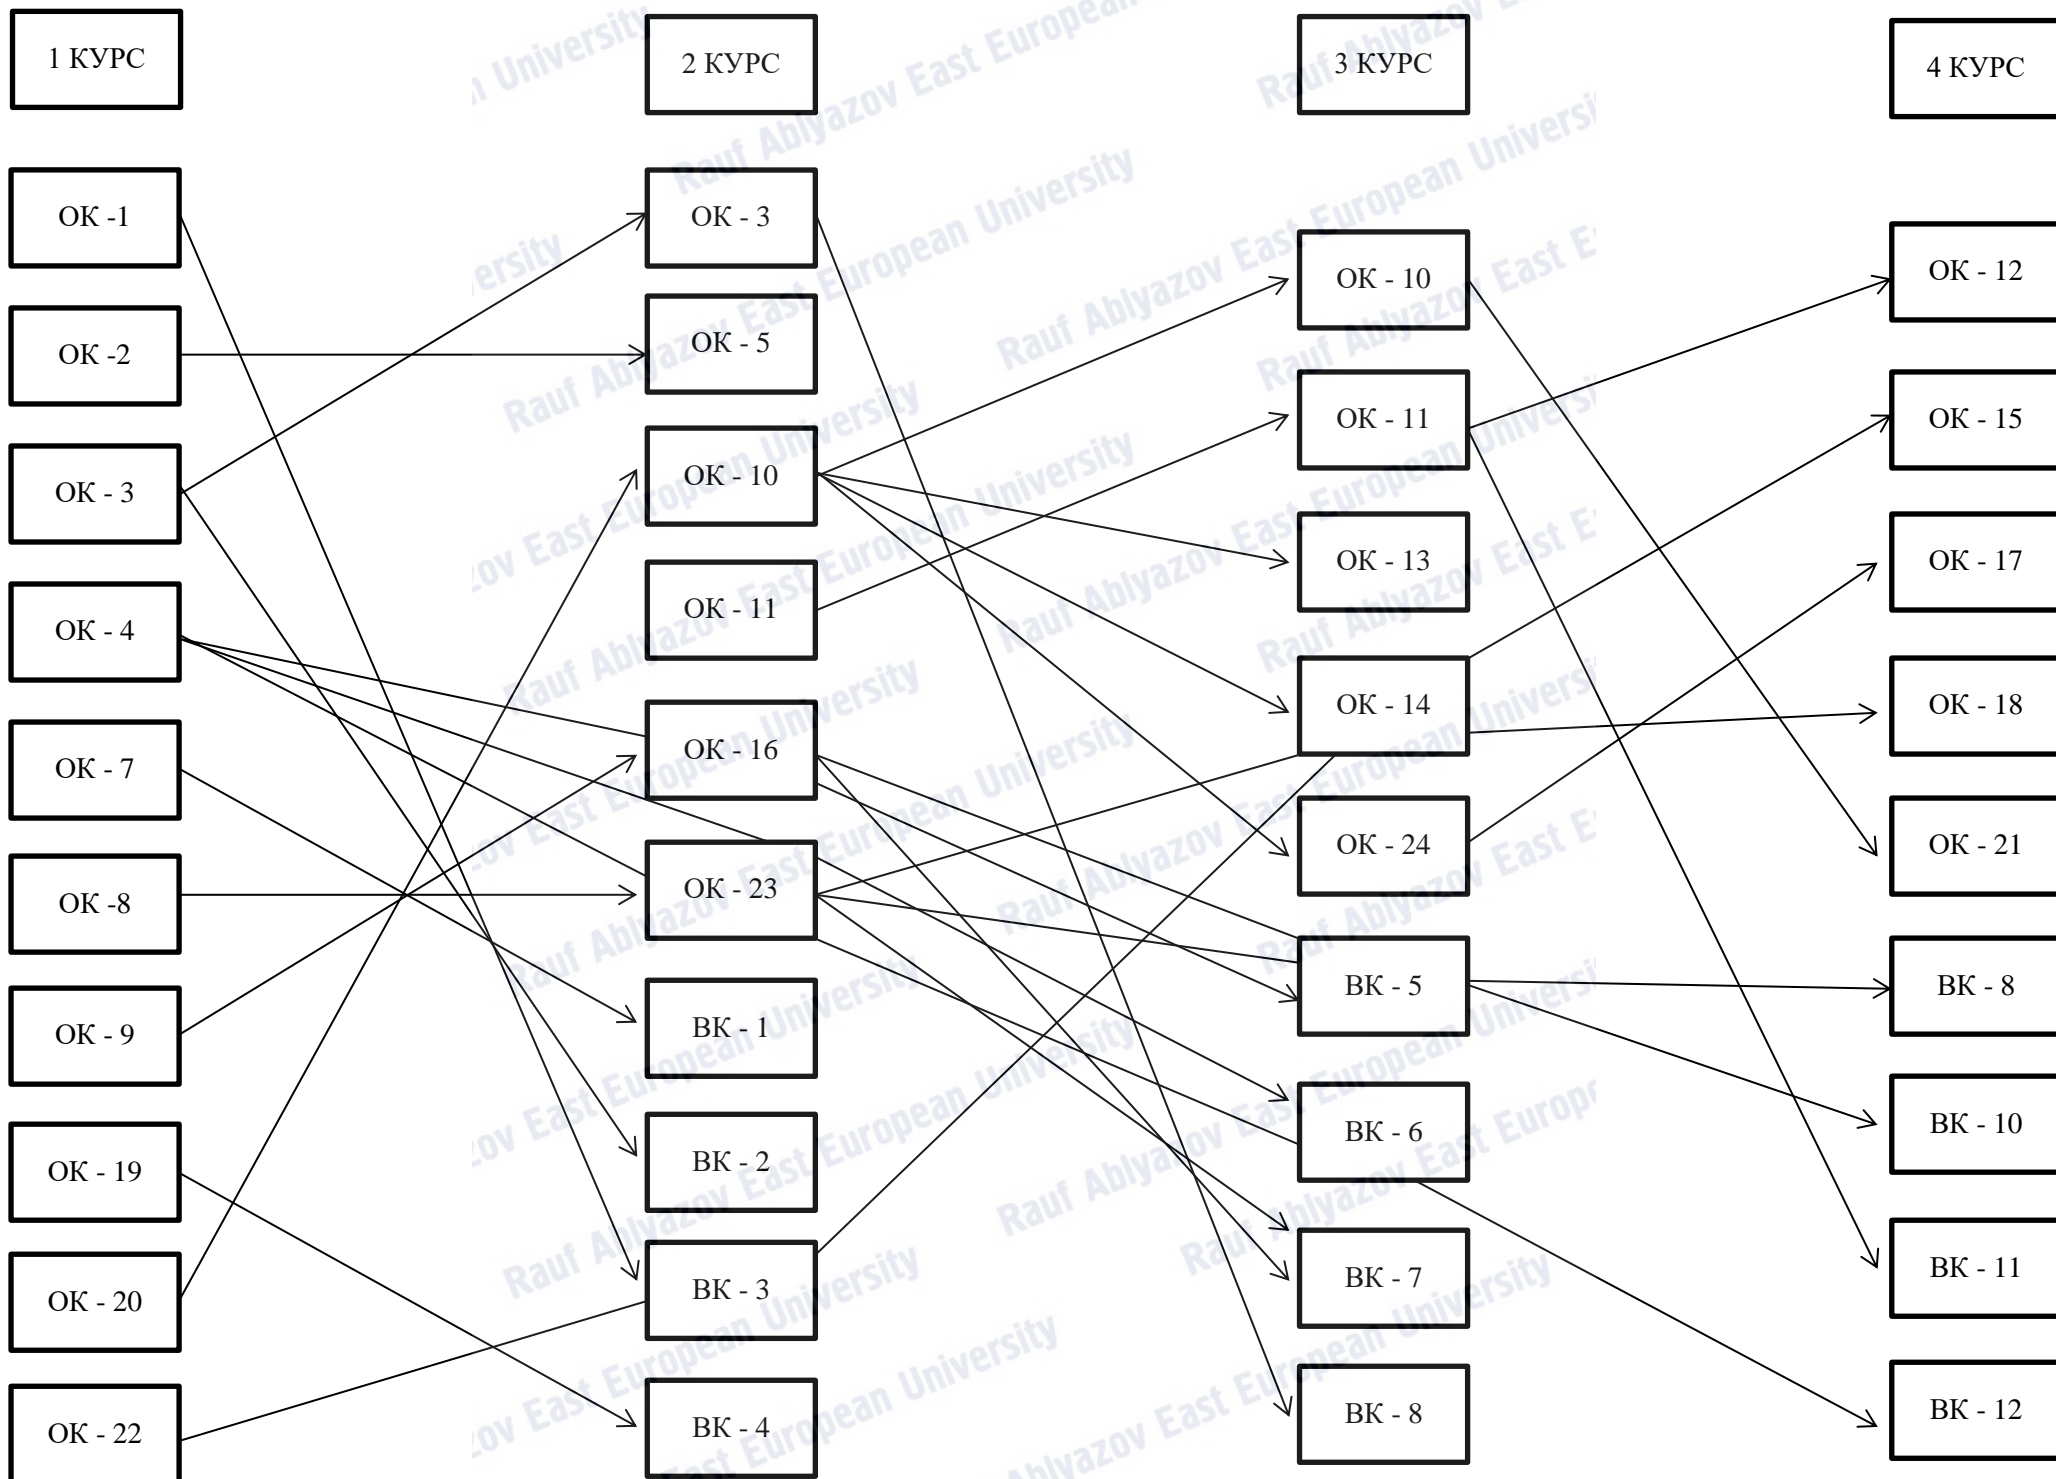 1 КУРС
2 КУРС
3 КУРС
4 КУРС
ОК -1
ОК -2
ОК - 3
ОК - 4
ОК - 7
ОК -8
ОК - 9
ОК - 19
ОК - 20
ОК - 22
ОК - 3
ОК - 5
ОК - 10
ОК - 11
ОК - 16
ОК - 23
ВК - 1
ВК - 2
ВК - 3
ВК - 4
ОК - 10
ОК - 11
ОК - 13
ОК - 14
ОК - 24
ВК - 5
ВК - 6
ВК - 7
ВК - 8
ОК - 12
ОК - 15
ОК - 17
ОК - 18
ОК - 21
ВК - 8
ВК - 10
ВК - 11
ВК - 12
Rauf Ablyazov East European University